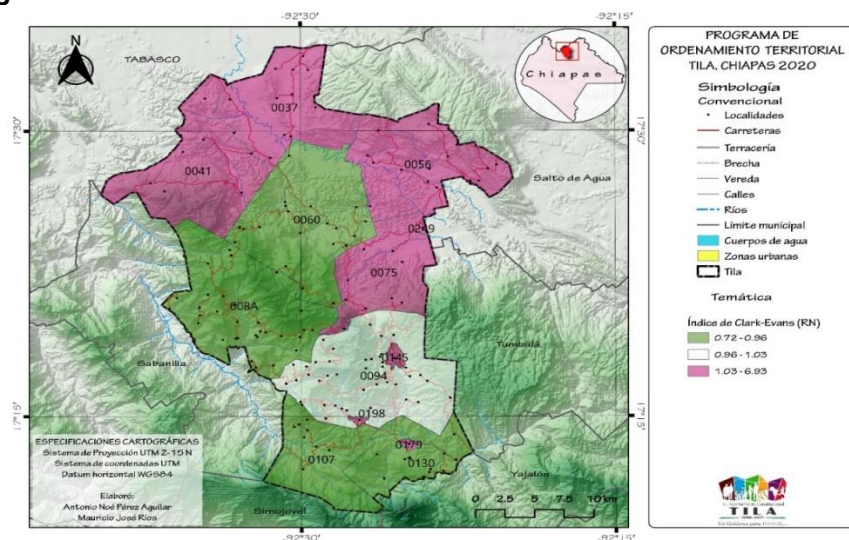 -92°30'
-92°15'
N
TABASCO
Chiapas
17°30'
17°30'
0037
0041
0056
Salto de Agua
0060
0249
0075
008A
Sabanilla
Tumbalá
0145
0094
0198
17°15'
17°15'
0179
0107
0130
Yajalón
Simojovel
ESPECIFICACIONES CARTOGRÁFICAS
Sistema de Proyección UTM Z-15 N
Sistema de coordenadas UTM
Datum horizontal WGS84
Elaboró:
Antonio Noé Pérez Aguilar
Mauricio José Ríos
0 2.5 5 7.5 10 km
-92°30'
-92°15'
PROGRAMA DE
ORDENAMIENTO TERRITORIAL
TILA, CHIAPAS 2020
Simbología
Convencional
Localidades
Carreteras
Terracería
Brecha
Vereda
Calles
Ríos
Límite municipal
Cuerpos de agua
Zonas urbanas
Tila
Temática
Índice de Clark-Evans (RN)
0.72 - 0.96
0.96 - 1.03
1.03 - 6.93
TILA